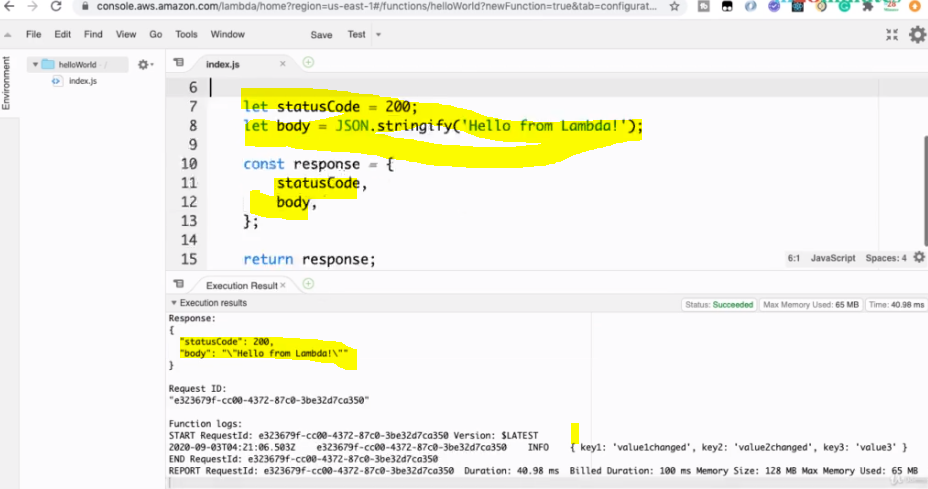 console.aws.amazon.com/lambda/home?region=us-east-1#/functions/helloWorld?newFunction=true&tab=configurat...
File Edit Find View Go Tools Window Save Test
Environment
helloWorld /
index.js
index.js
6
7 let statusCode = 200;
8 let body = JSON.stringify('Hello from Lambda!');
9
10 const response = {
11 statusCode,
12 body,
13 };
14
15 return response;
6:1 JavaScript Spaces: 4
Execution Result
Execution results
Status: Succeeded Max Memory Used: 65 MB Time: 40.98 ms
Response:
{
"statusCode": 200,
"body": "\"Hello from Lambda!\""
}
Request ID:
"e323679f-cc00-4372-87c0-3be32d7ca350"
Function logs:
START RequestId: e323679f-cc00-4372-87c0-3be32d7ca350 Version: $LATEST
2020-09-03T04:21:06.503Z e323679f-cc00-4372-87c0-3be32d7ca350 INFO { key1: 'value1changed', key2: 'value2changed', key3: 'value3' }
END RequestId: e323679f-cc00-4372-87c0-3be32d7ca350
REPORT RequestId: e323679f-cc00-4372-87c0-3be32d7ca350 Duration: 40.98 ms Billed Duration: 100 ms Memory Size: 128 MB Max Memory Used: 65 MB